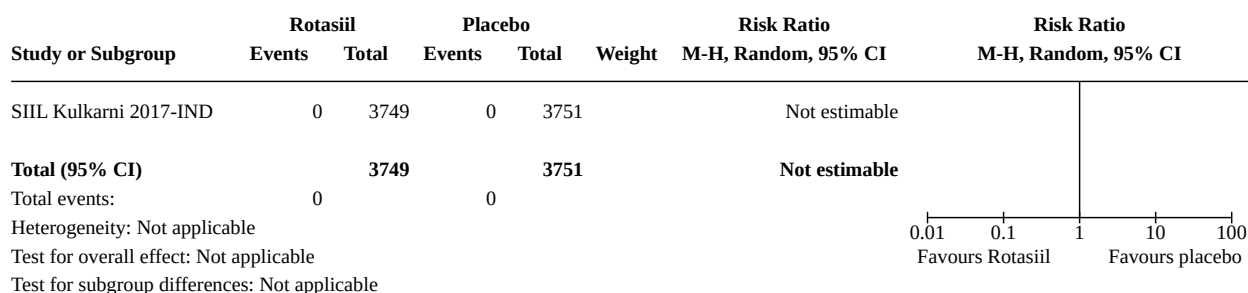 Rotasiil Placebo Risk Ratio Risk Ratio
Study or Subgroup Events Total Events Total Weight M-H, Random, 95% CI M-H, Random, 95% CI
SIIL Kulkarni 2017-IND 0 3749 0 3751 Not estimable
Total (95% CI) 3749 3751 Not estimable
Total events: 0 0
Heterogeneity: Not applicable
0.01 0.1 1 10 100
Test for overall effect: Not applicable Favours Rotasiil Favours placebo
Test for subgroup differences: Not applicable